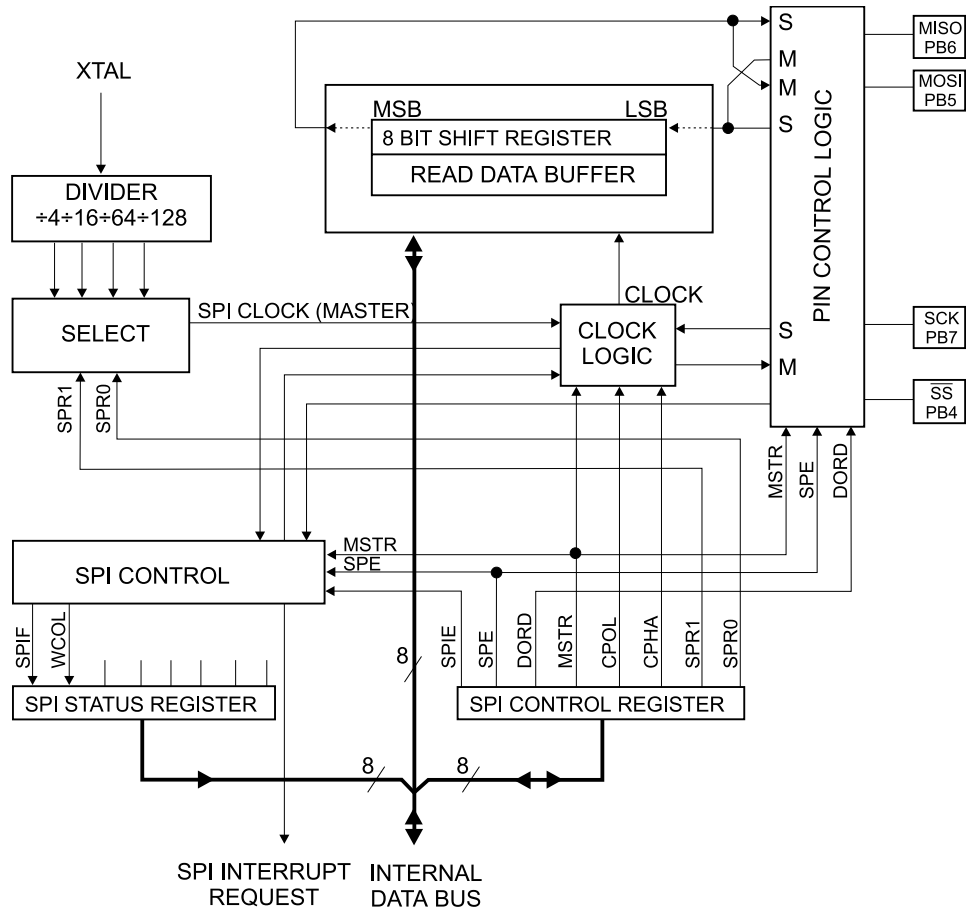 S
MISO
PB6
XTAL
M
M
MOSI
PB5
MSB
LSB
S
8 BIT SHIFT REGISTER
READ DATA BUFFER
PIN CONTROL LOGIC
DIVIDER
÷4÷16÷64÷128
SPI CLOCK (MASTER)
CLOCK
SELECT
CLOCK
LOGIC
S
M
SCK
PB7
SS
PB4
SPR1
SPR0
MSTR
SPE
DORD
MSTR
SPE
SPI CONTROL
SPIF
WCOL
8
SPIE
SPE
DORD
MSTR
CPOL
CPHA
SPR1
SPR0
SPI STATUS REGISTER
SPI CONTROL REGISTER
8
8
SPI INTERRUPT
REQUEST
INTERNAL
DATA BUS